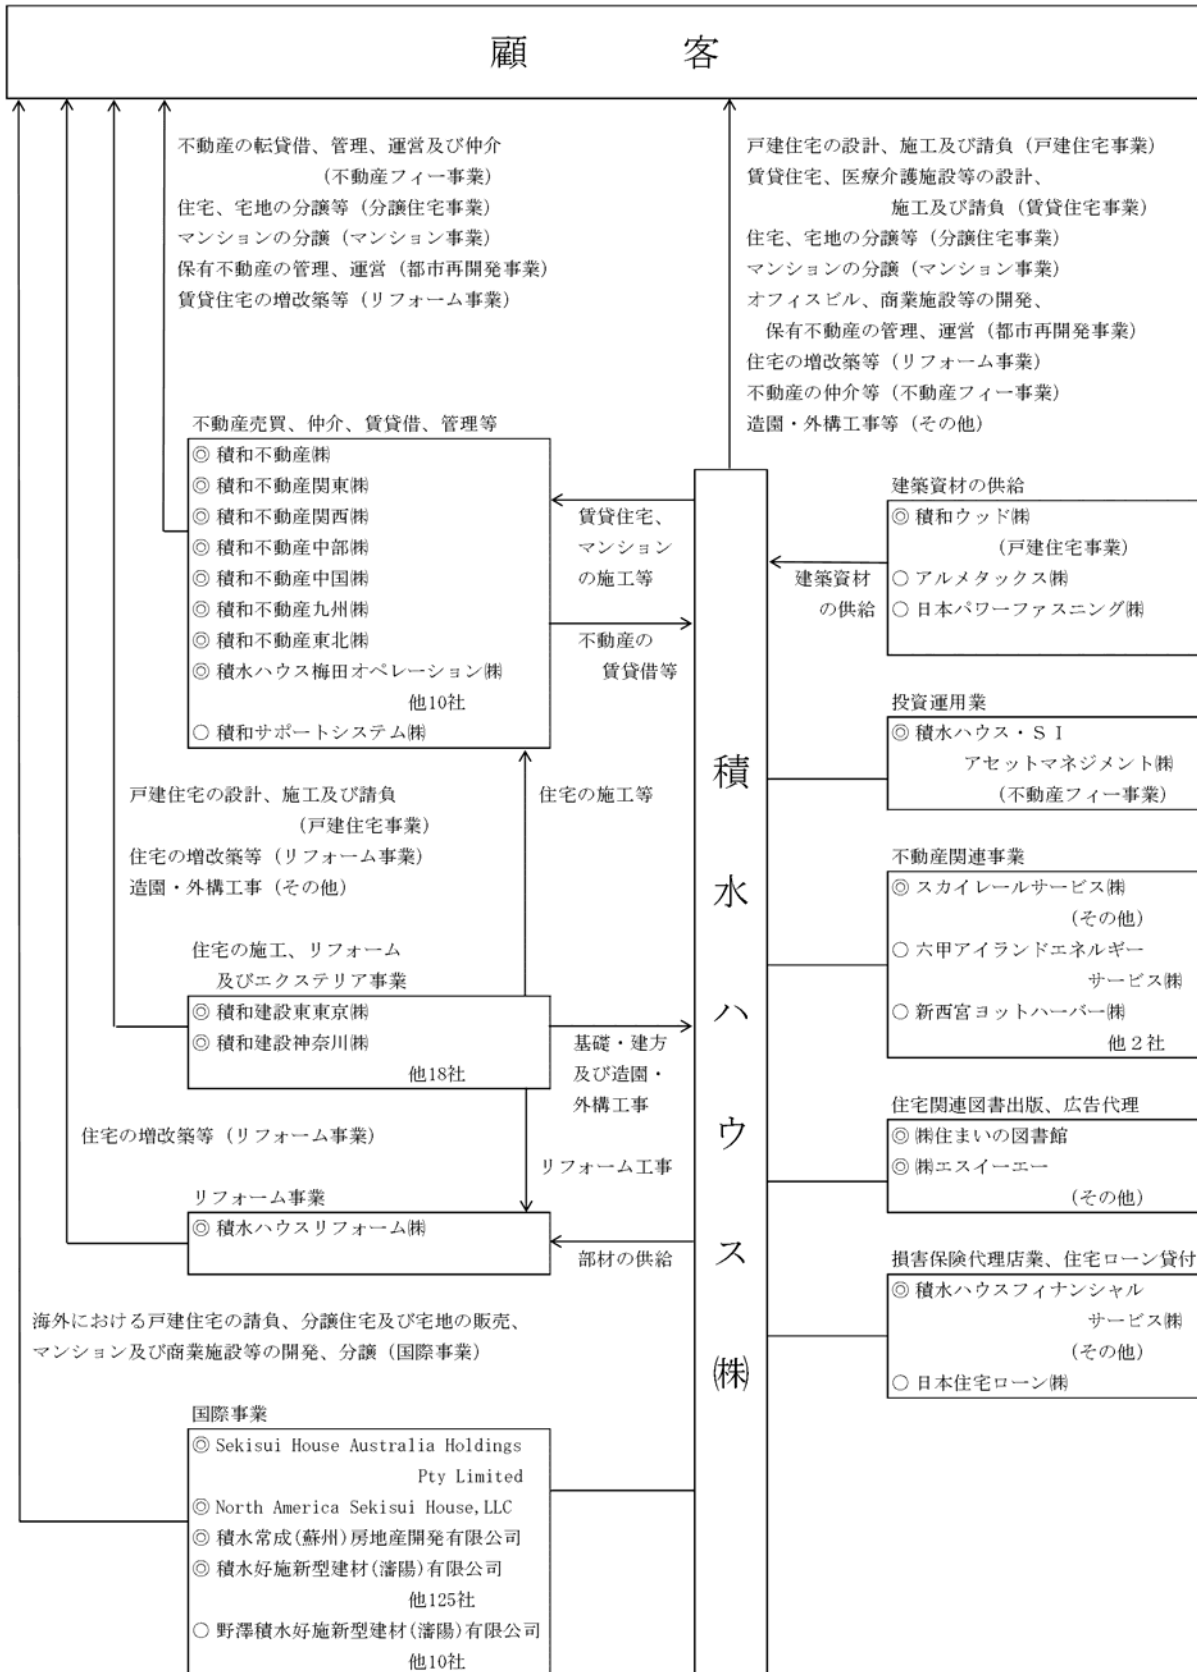 顧客
不動産の転貸借、管理、運営及び仲介
(不動産フィー事業)
住宅、宅地の分譲等 (分譲住宅事業)
マンションの分譲 (マンション事業)
保有不動産の管理、運営 (都市再開発事業)
賃貸住宅の増改築等 (リフォーム事業)
戸建住宅の設計、施工及び請負 (戸建住宅事業)
賃貸住宅、医療介護施設等の設計、
施工及び請負 (賃貸住宅事業)
住宅、宅地の分譲等 (分譲住宅事業)
マンションの分譲 (マンション事業)
オフィスビル、商業施設等の開発、
保有不動産の管理、運営 (都市再開発事業)
住宅の増改築等 (リフォーム事業)
不動産の仲介等 (不動産フィー事業)
造園・外構工事等 (その他)
不動産売買、仲介、賃貸借、管理等
◎ 積和不動産㈱
◎ 積和不動産関東㈱
◎ 積和不動産関西㈱
◎ 積和不動産中部㈱
◎ 積和不動産中国㈱
◎ 積和不動産九州㈱
◎ 積和不動産東北㈱
◎ 積水ハウス梅田オペレーション㈱
他10社
○ 積和サポートシステム㈱
賃貸住宅、
マンション
の施工等
不動産の
賃貸借等
積水ハウス㈱
建築資材の供給
◎ 積和ウッド㈱
(戸建住宅事業)
○ アルメタックス㈱
○ 日本パワーファスニング㈱
建築資材
の供給
投資運用業
◎ 積水ハウス・ＳＩ
アセットマネジメント㈱
(不動産フィー事業)
戸建住宅の設計、施工及び請負
(戸建住宅事業)
住宅の増改築等 (リフォーム事業)
造園・外構工事 (その他)
住宅の施工等
不動産関連事業
◎ スカイレールサービス㈱
(その他)
○ 六甲アイランドエネルギー
サービス㈱
○ 新西宮ヨットハーバー㈱
他２社
住宅の施工、リフォーム
及びエクステリア事業
◎ 積和建設東東京㈱
◎ 積和建設神奈川㈱
他18社
基礎・建方
及び造園・
外構工事
住宅関連図書出版、広告代理
◎ ㈱住まいの図書館
◎ ㈱エスイーエー
(その他)
住宅の増改築等 (リフォーム事業)
リフォーム工事
リフォーム事業
◎ 積水ハウスリフォーム㈱
部材の供給
損害保険代理店業、住宅ローン貸付
◎ 積水ハウスフィナンシャル
サービス㈱
(その他)
○ 日本住宅ローン㈱
海外における戸建住宅の請負、分譲住宅及び宅地の販売、
マンション及び商業施設等の開発、分譲 (国際事業)
国際事業
◎ Sekisui House Australia Holdings
Pty Limited
◎ North America Sekisui House,LLC
◎ 積水常成(蘇州)房地産開発有限公司
◎ 積水好施新型建材(瀋陽)有限公司
他125社
○ 野澤積水好施新型建材(瀋陽)有限公司
他10社